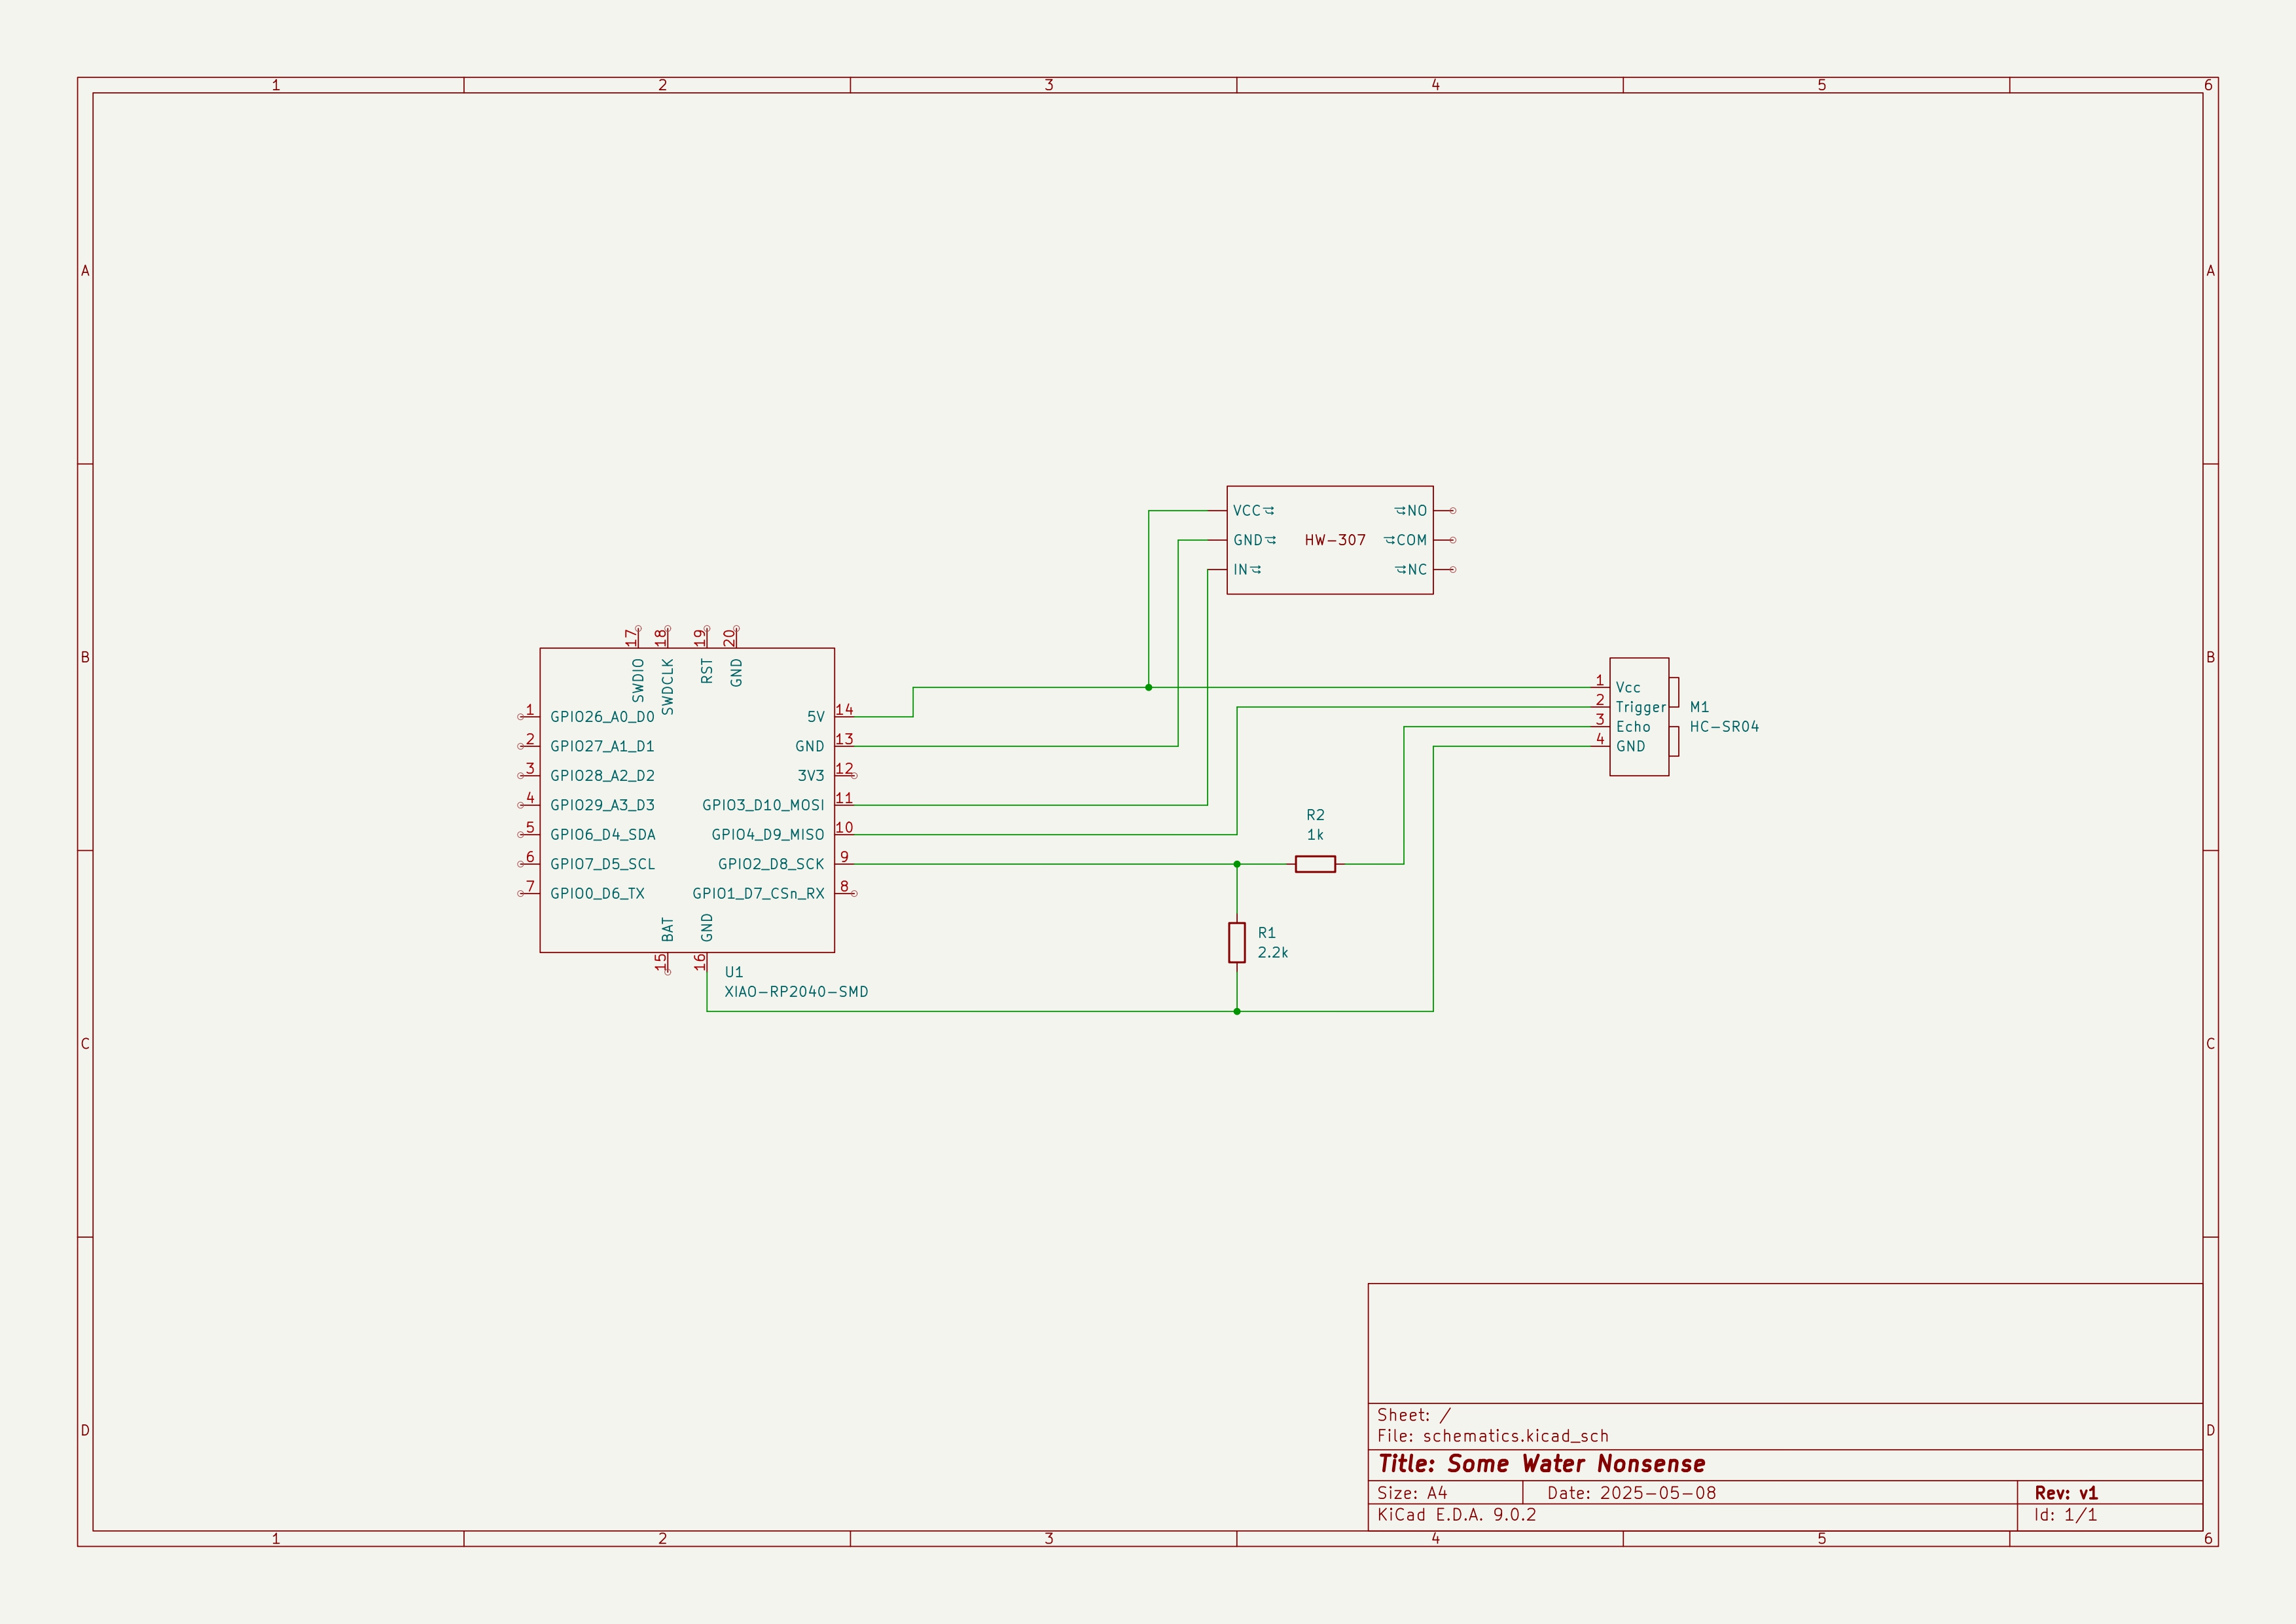 1 2 3 4 5 6
A A
VCC⇄ ⇄NO
GND⇄ HW-307 ⇄COM
IN⇄ ⇄NC
B B
17 18 19 20
SWDIO SWDCLK RST GND
1 GPIO26_A0_D0 5V 14
2 GPIO27_A1_D1 GND 13
3 GPIO28_A2_D2 3V3 12
4 GPIO29_A3_D3 GPIO3_D10_MOSI 11
5 GPIO6_D4_SDA GPIO4_D9_MISO 10
6 GPIO7_D5_SCL GPIO2_D8_SCK 9
7 GPIO0_D6_TX GPIO1_D7_CSn_RX 8
BAT GND
15 16
U1
XIAO-RP2040-SMD
1 Vcc
2 Trigger M1
3 Echo HC-SR04
4 GND
R2
1k
R1
2.2k
C C
D D
Sheet: /
File: schematics.kicad_sch
Title: Some Water Nonsense
Size: A4 Date: 2025-05-08 Rev: v1
KiCad E.D.A. 9.0.2 Id: 1/1
1 2 3 4 5 6